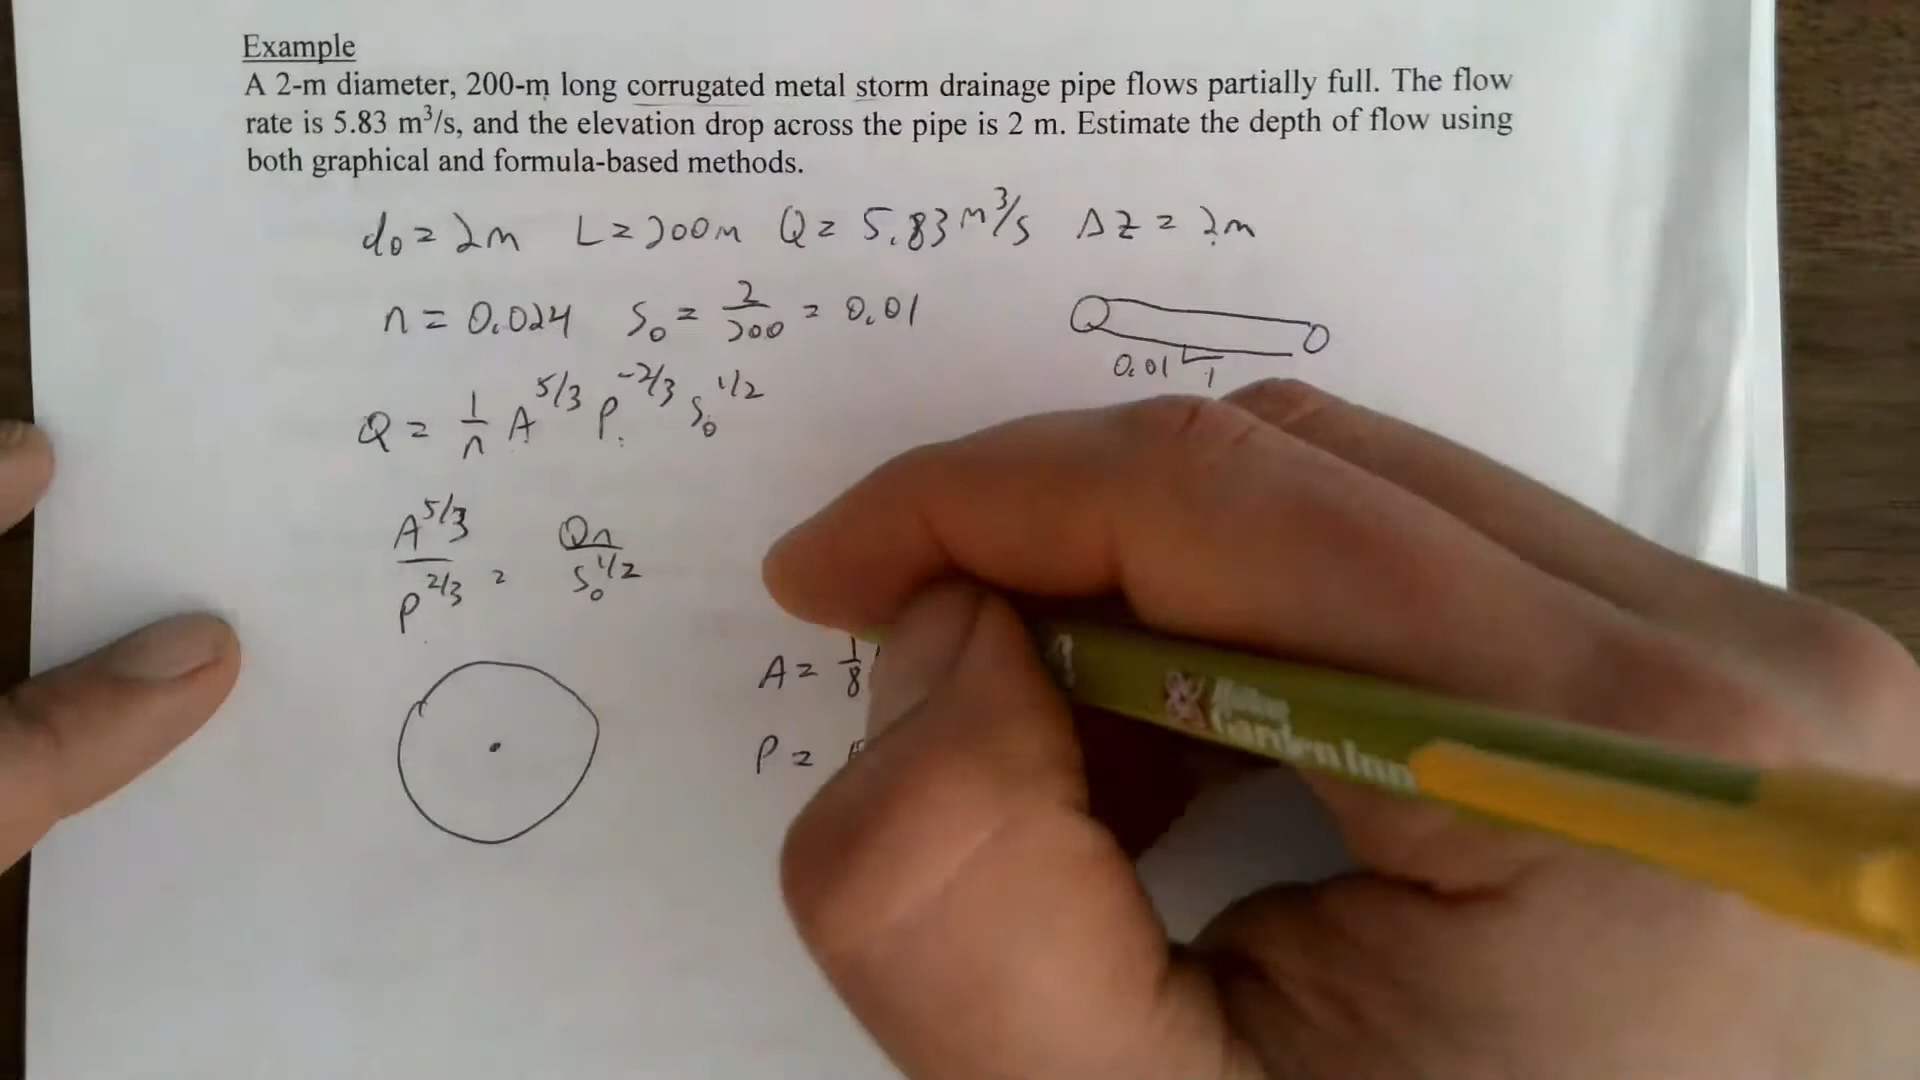 Example
A 2-m diameter, 200-m long corrugated metal storm drainage pipe flows partially full. The flow
rate is 5.83 m³/s, and the elevation drop across the pipe is 2 m. Estimate the depth of flow using
both graphical and formula-based methods.
d₀ = 2m L = 200m Q = 5.83 m³/s ΔZ = 2m
n = 0.024 S₀ = 2/200 = 0.01
0.01 1
Q = 1/n A^5/3 P^-2/3 S₀^1/2
A^5/3 / P^2/3 = Qn / S₀^1/2
A = 1/8
P =
Garden Inn